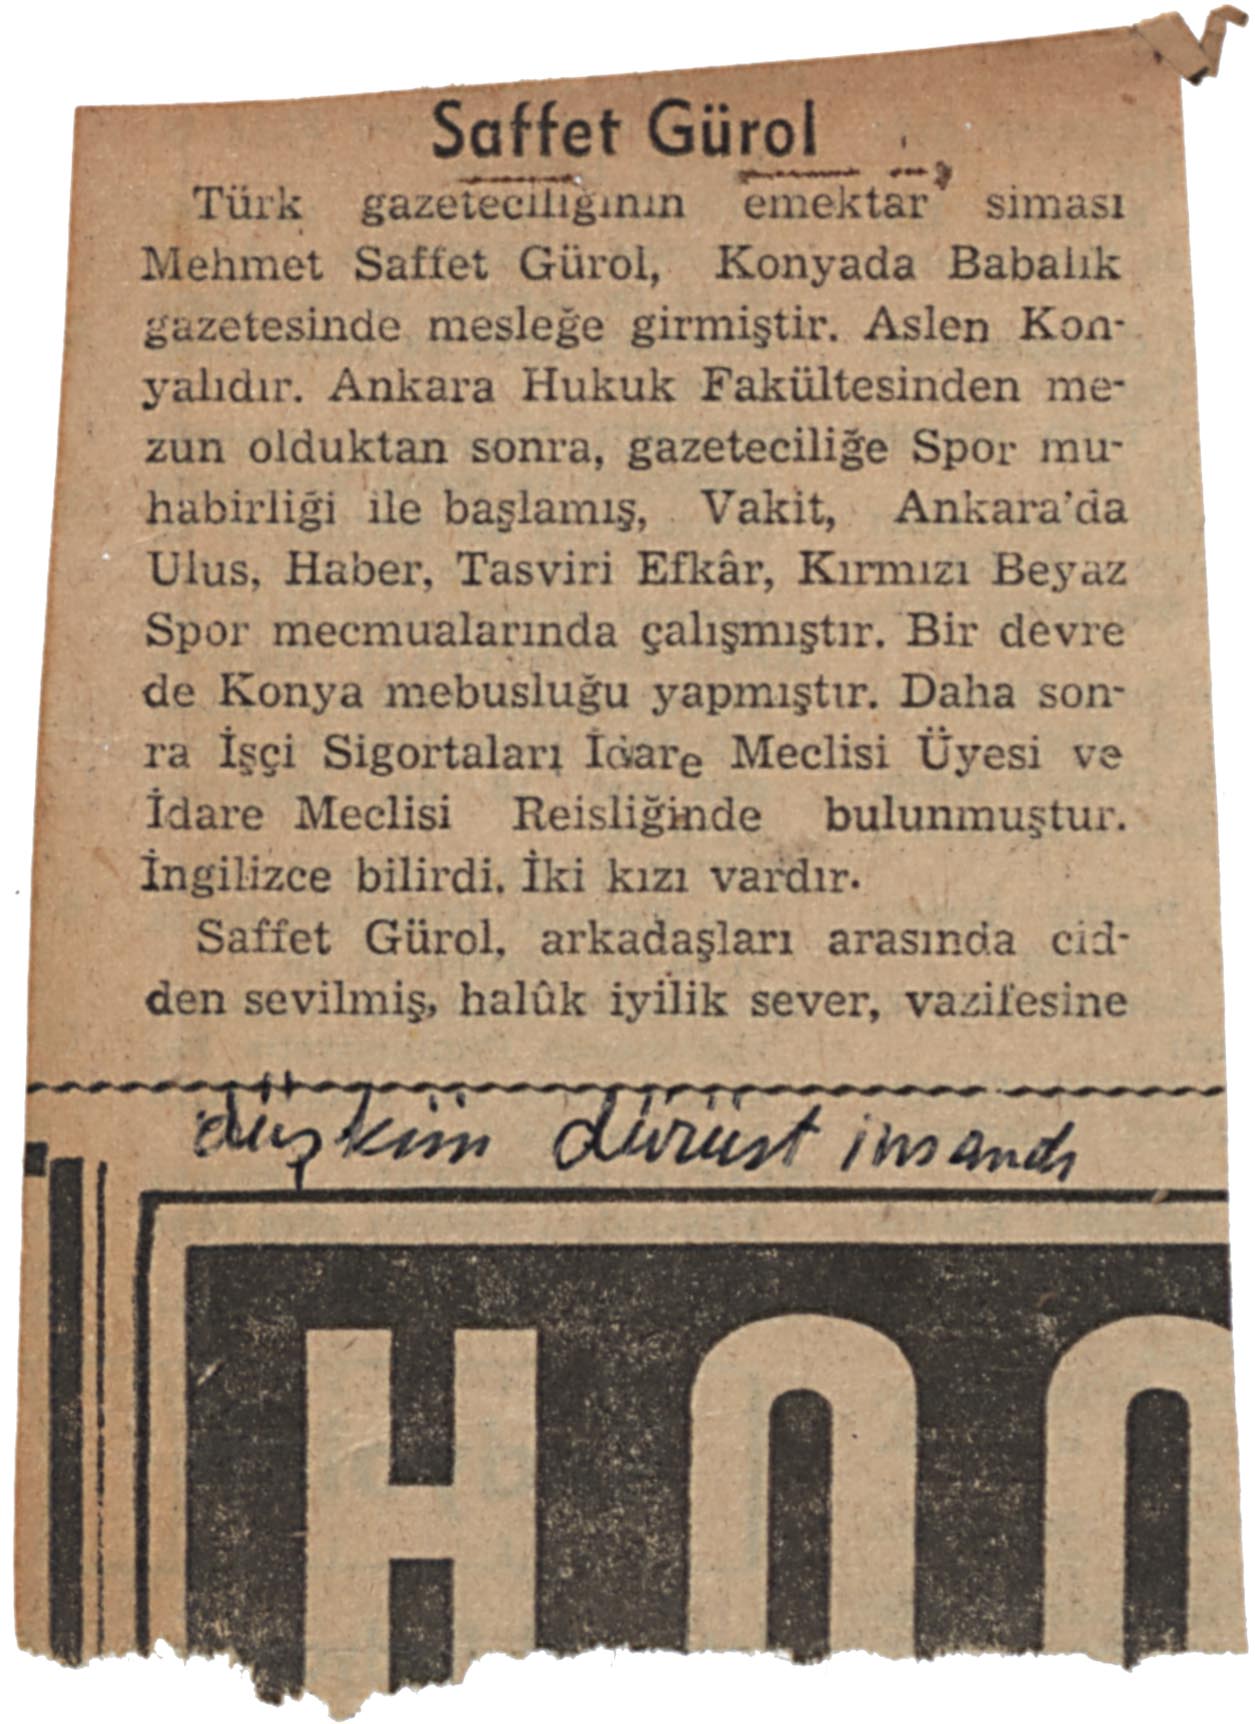 Saffet Gürol
Türk gazeteciliğinin emektar siması
Mehmet Saffet Gürol, Konyada Babalık
gazetesinde mesleğe girmiştir. Aslen Kon-
yalıdır. Ankara Hukuk Fakültesinden me-
zun olduktan sonra, gazeteciliğe Spor mu-
habirliği ile başlamış, Vakit, Ankara'da
Ulus, Haber, Tasviri Efkâr, Kırmızı Beyaz
Spor mecmualarında çalışmıştır. Bir devre
de Konya mebusluğu yapmıştır. Daha son-
ra İşçi Sigortaları İdare Meclisi Üyesi ve
İdare Meclisi Reisliğinde bulunmuştur.
İngilizce bilirdi. İki kızı vardır.
Saffet Gürol, arkadaşları arasında cid-
den sevilmiş, halûk iyilik sever, vazifesine
düşkün dürüst insandı